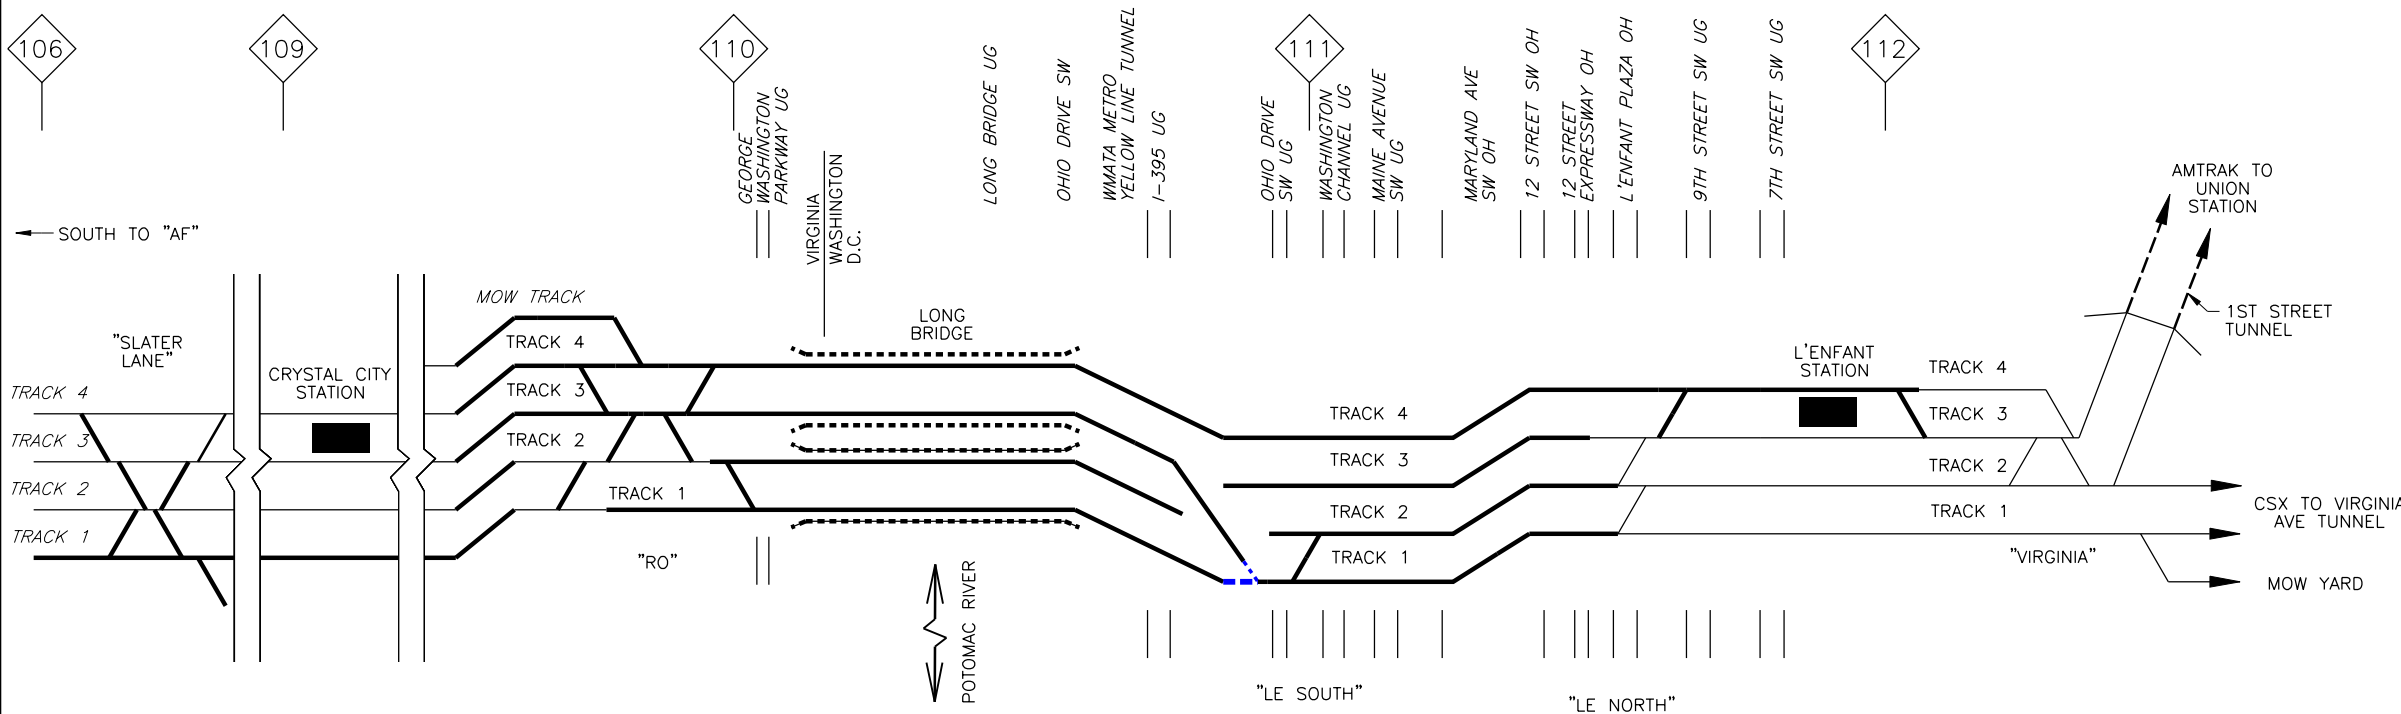 106
109
110
111
112
GEORGE
WASHINGTON
PARKWAY UG
VIRGINIA
WASHINGTON
D.C.
LONG BRIDGE UG
OHIO DRIVE SW
WMATA METRO
YELLOW LINE TUNNEL
I-395 UG
OHIO DRIVE
SW UG
WASHINGTON
CHANNEL UG
MAINE AVENUE
SW UG
MARYLAND AVE
SW OH
12 STREET SW OH
12 STREET
EXPRESSWAY OH
L'ENFANT PLAZA OH
9TH STREET SW UG
7TH STREET SW UG
AMTRAK TO
UNION
STATION
SOUTH TO "AF"
1ST STREET
TUNNEL
MOW TRACK
LONG
BRIDGE
"SLATER
LANE"
CRYSTAL CITY
STATION
TRACK 4
TRACK 3
TRACK 2
TRACK 1
TRACK 4
TRACK 3
TRACK 2
TRACK 1
"RO"
POTOMAC RIVER
TRACK 4
TRACK 3
TRACK 2
TRACK 1
L'ENFANT
STATION
TRACK 4
TRACK 3
TRACK 2
TRACK 1
CSX TO VIRGINIA
AVE TUNNEL
"VIRGINIA"
MOW YARD
"LE SOUTH"
"LE NORTH"